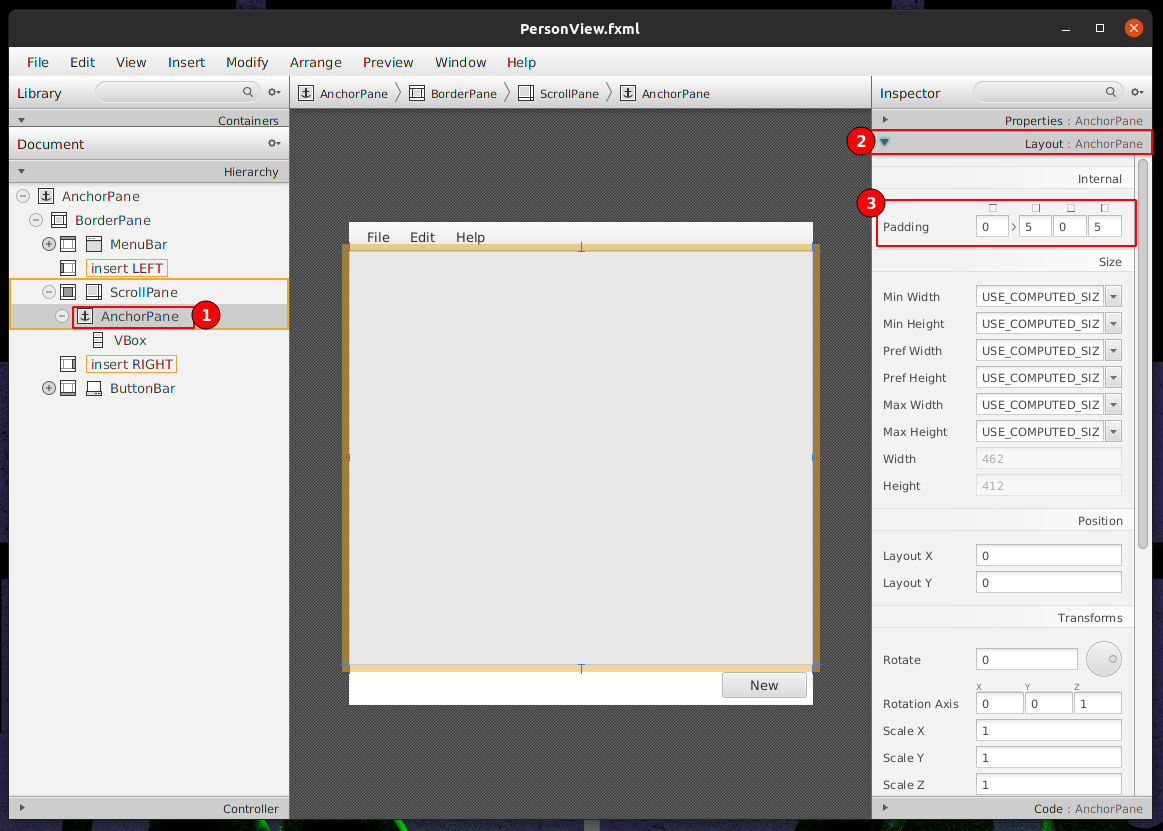 PersonView.fxml
File Edit View Insert Modify Arrange Preview Window Help
Library
AnchorPane BorderPane ScrollPane AnchorPane
Inspector
Containers
Properties : AnchorPane
Document
2
Layout : AnchorPane
Hierarchy
Internal
AnchorPane
3
BorderPane
Padding 0 5 0 5
MenuBar
File Edit Help
insert LEFT
Size
ScrollPane
Min Width USE_COMPUTED_SIZ
AnchorPane 1
Min Height USE_COMPUTED_SIZ
VBox
Pref Width USE_COMPUTED_SIZ
insert RIGHT
Pref Height USE_COMPUTED_SIZ
ButtonBar
Max Width USE_COMPUTED_SIZ
Max Height USE_COMPUTED_SIZ
Width 462
Height 412
Position
Layout X 0
Layout Y 0
Transforms
Rotate 0
X Y Z
Rotation Axis 0 0 1
New
Scale X 1
Scale Y 1
Scale Z 1
Controller
Code : AnchorPane